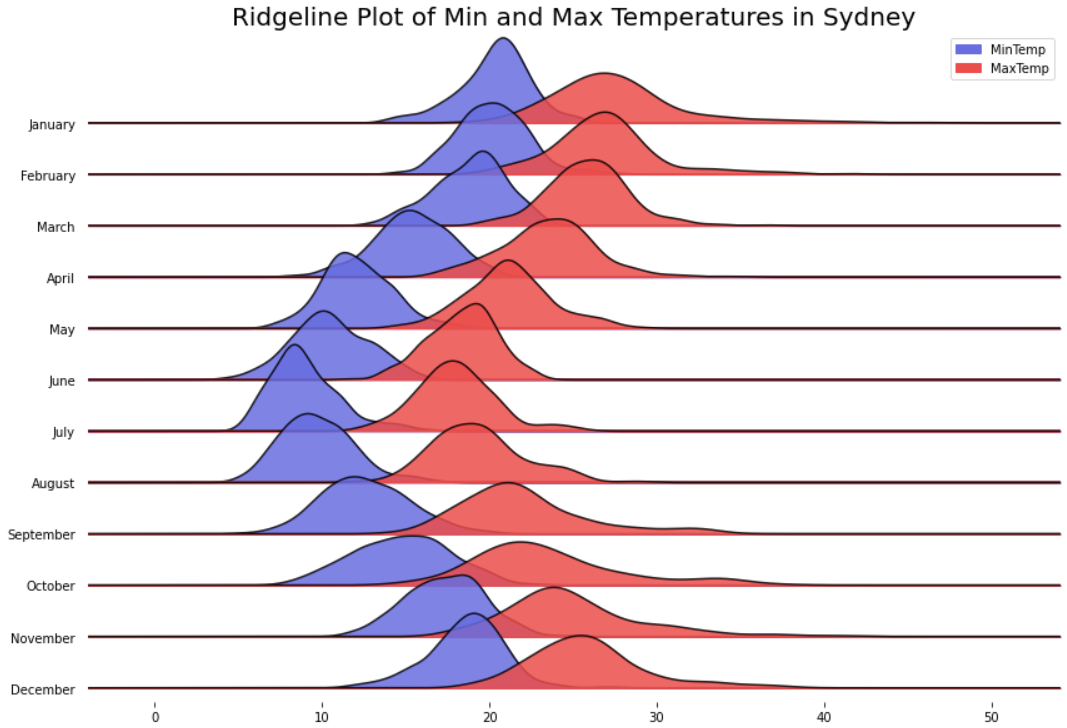 Ridgeline Plot of Min and Max Temperatures in Sydney
MinTemp
MaxTemp
January
February
March
April
May
June
July
August
September
October
November
December
0 10 20 30 40 50